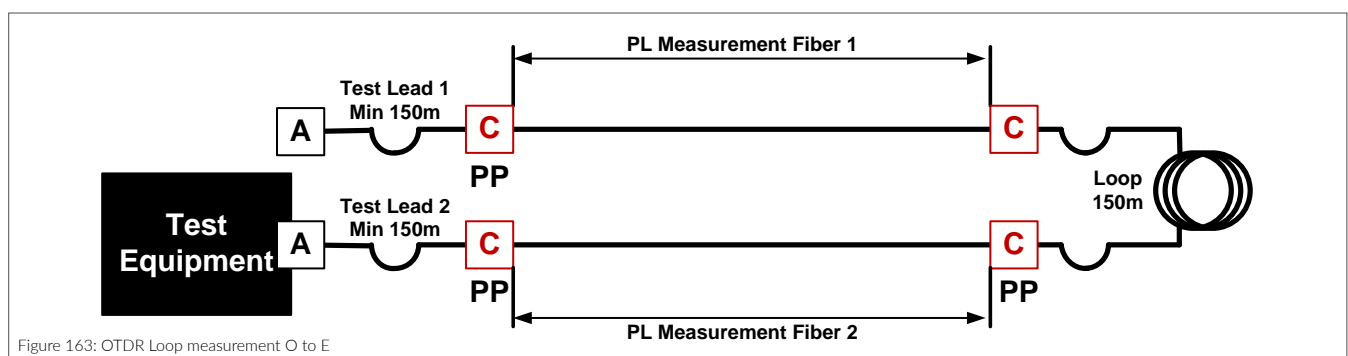 PL Measurement Fiber 1
Test Lead 1
Min 150m
A
C
C
PP
Loop
150m
Test
Equipment
Test Lead 2
Min 150m
A
C
C
PP
PP
PL Measurement Fiber 2
Figure 163: OTDR Loop measurement O to E